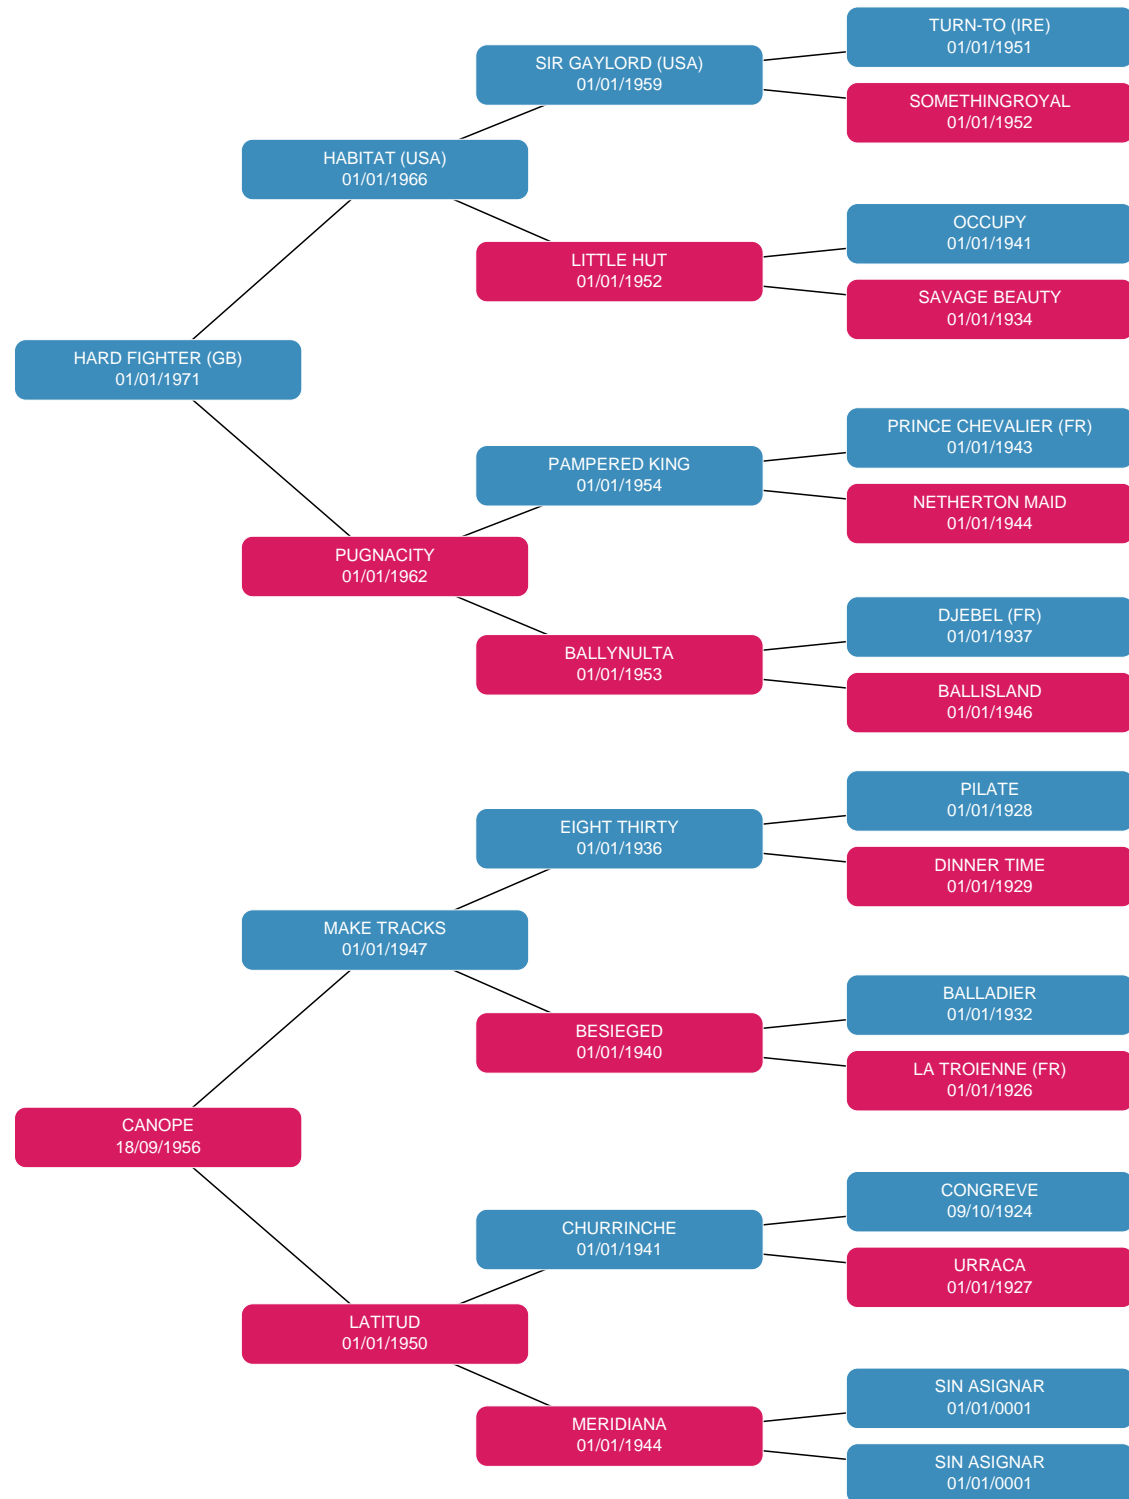 TURN-TO (IRE)
01/01/1951
SIR GAYLORD (USA)
01/01/1959
SOMETHINGROYAL
01/01/1952
HABITAT (USA)
01/01/1966
OCCUPY
01/01/1941
LITTLE HUT
01/01/1952
SAVAGE BEAUTY
01/01/1934
HARD FIGHTER (GB)
01/01/1971
PRINCE CHEVALIER (FR)
01/01/1943
PAMPERED KING
01/01/1954
NETHERTON MAID
01/01/1944
PUGNACITY
01/01/1962
DJEBEL (FR)
01/01/1937
BALLYNULTA
01/01/1953
BALLISLAND
01/01/1946
PILATE
01/01/1928
EIGHT THIRTY
01/01/1936
DINNER TIME
01/01/1929
MAKE TRACKS
01/01/1947
BALLADIER
01/01/1932
BESIEGED
01/01/1940
LA TROIENNE (FR)
01/01/1926
CANOPE
18/09/1956
CONGREVE
09/10/1924
CHURRINCHE
01/01/1941
URRACA
01/01/1927
LATITUD
01/01/1950
SIN ASIGNAR
01/01/0001
MERIDIANA
01/01/1944
SIN ASIGNAR
01/01/0001